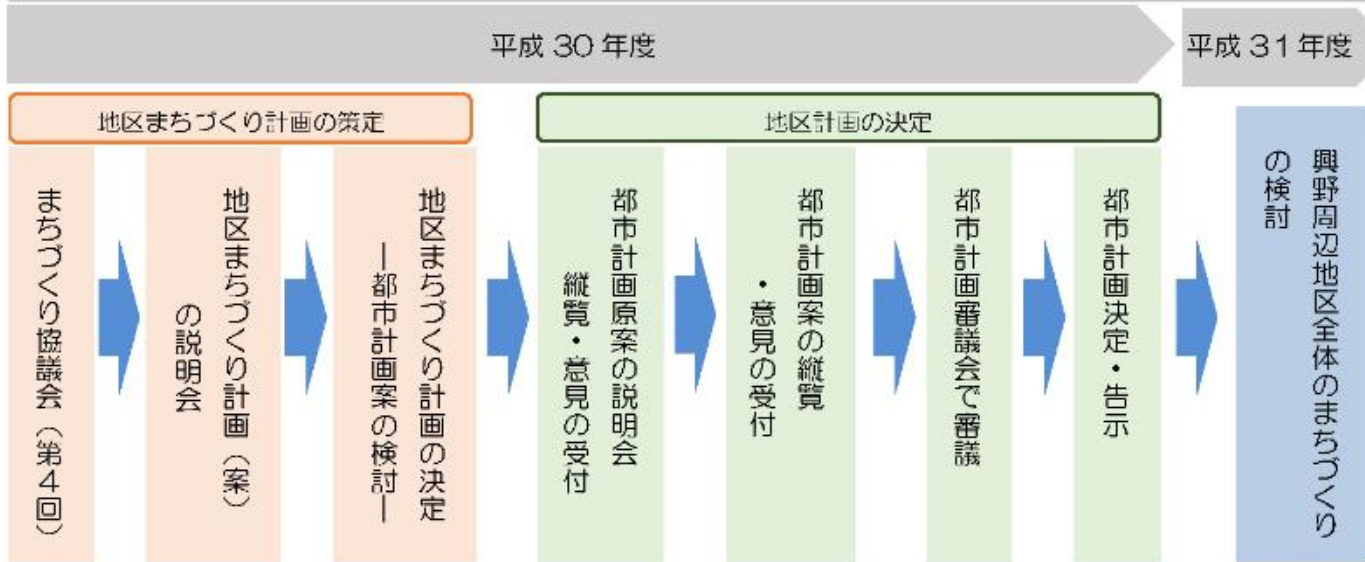 平成30年度
平成31年度
地区まちづくり計画の策定
地区計画の決定
まちづくり協議会（第4回）
地区まちづくり計画（案）
の説明会
地区まちづくり計画の決定
―都市計画案の検討―
都市計画原案の説明会
縦覧・意見の受付
都市計画案の縦覧
・意見の受付
都市計画審議会で審議
都市計画決定・告示
興野周辺地区全体のまちづくり
の検討